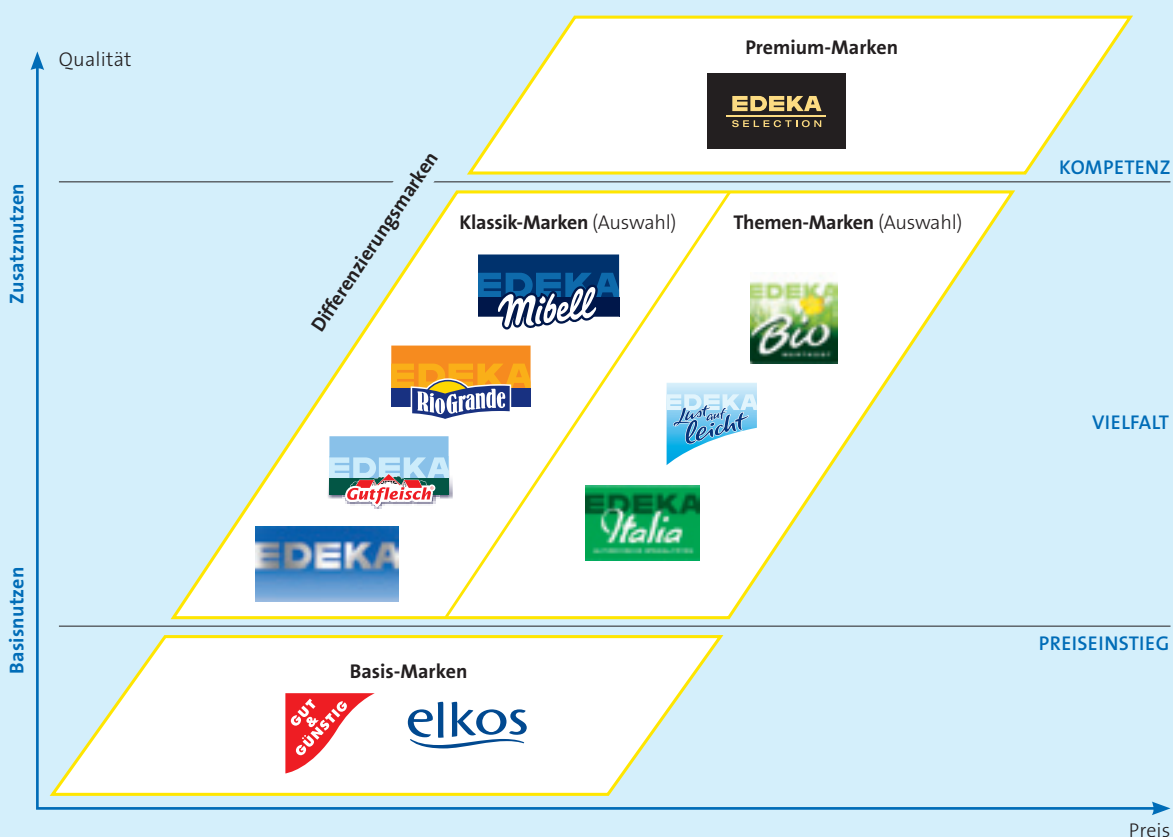 Qualität
Premium-Marken
EDEKA
SELECTION
KOMPETENZ
Zusatznutzen
Differenzierungsmarken
Klassik-Marken (Auswahl)
Themen-Marken (Auswahl)
EDEKA
Mibell
EDEKA
Bio
EDEKA
RioGrande
EDEKA
Lust auf
leicht
VIELFALT
EDEKA
Gutfleisch
EDEKA
Italia
EDEKA
Basisnutzen
PREISEINSTIEG
Basis-Marken
GUT
&
GÜNSTIG
elkos
Preis